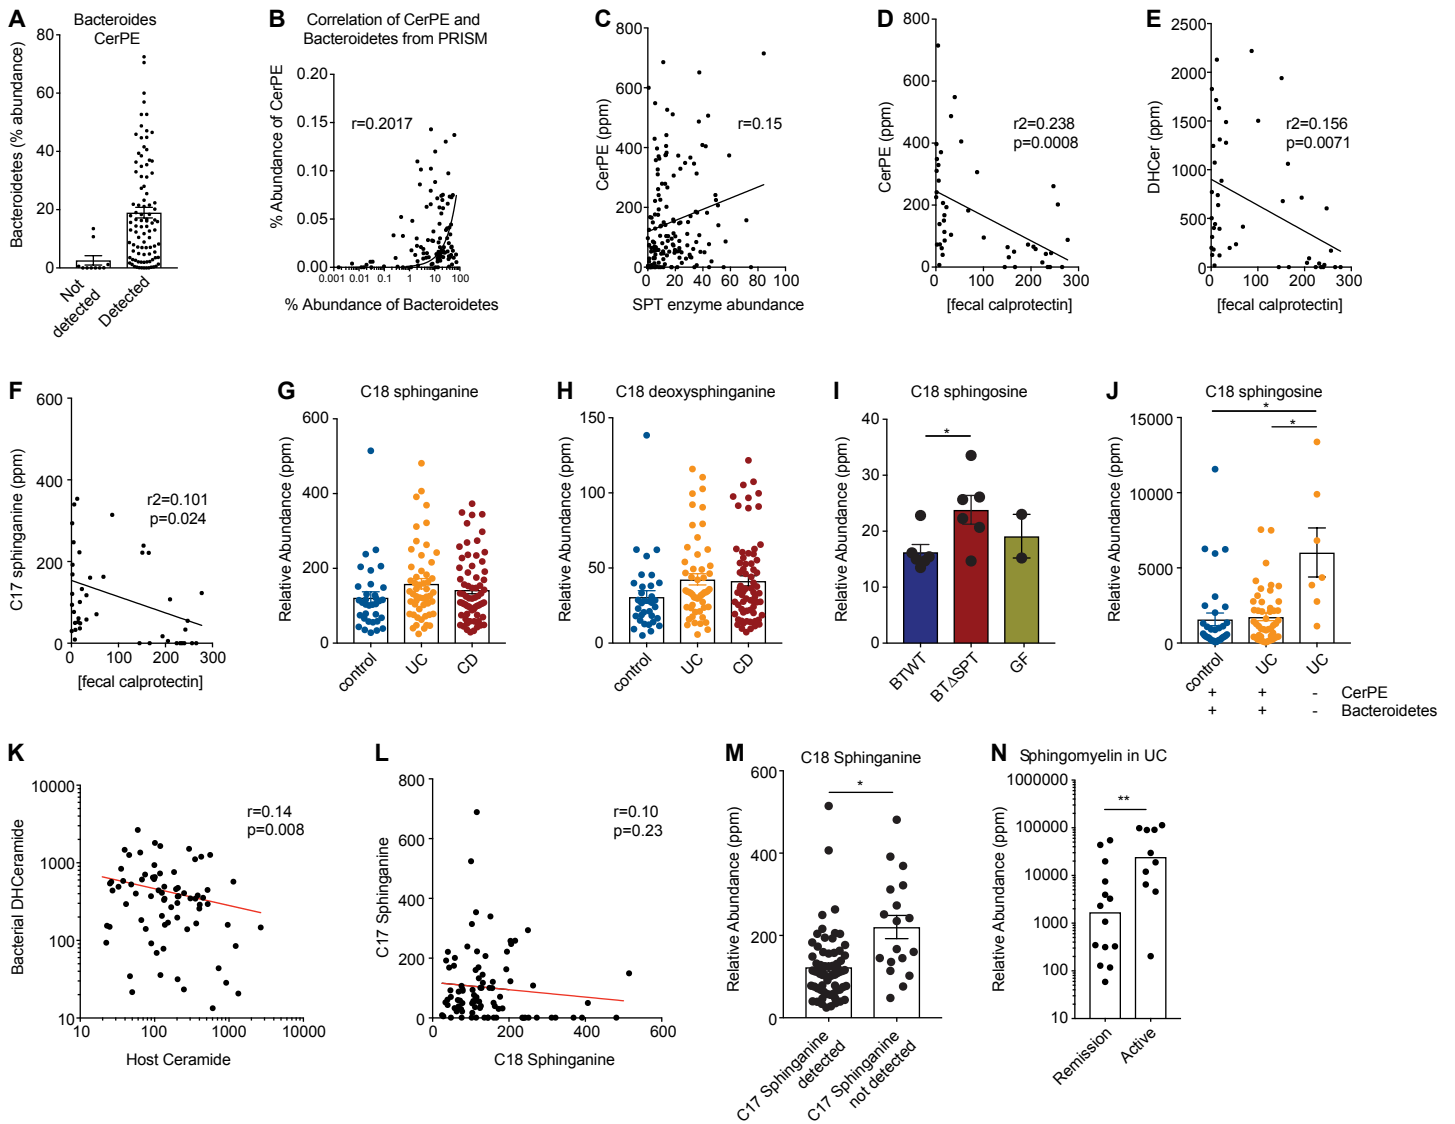 A
Bacteroides
CerPE
Bacteroidetes (% abundance)
80
60
40
20
0
Not
detected
Detected
B
Correlation of CerPE and
Bacteroidetes from PRISM
% Abundance of CerPE
0.20
0.15
0.10
0.05
0.00
r=0.2017
0.001
0.01
0.1
1
10
100
% Abundance of Bacteroidetes
C
CerPE (ppm)
800
600
400
200
0
r=0.15
0 20 40 60 80 100
SPT enzyme abundance
D
CerPE (ppm)
800
600
400
200
0
r2=0.238
p=0.0008
0 100 200 300
[fecal calprotectin]
E
DHCer (ppm)
2500
2000
1500
1000
500
0
r2=0.156
p=0.0071
0 100 200 300
[fecal calprotectin]
F
C17 sphinganine (ppm)
600
400
200
0
r2=0.101
p=0.024
0 100 200 300
[fecal calprotectin]
G
C18 sphinganine
Relative Abundance (ppm)
600
400
200
0
control
UC
CD
H
C18 deoxysphinganine
Relative Abundance (ppm)
150
100
50
0
control
UC
CD
I
C18 sphingosine
Relative Abundance (ppm)
40
30
20
10
0
*
BTWT
BTΔSPT
GF
J
C18 sphingosine
Relative Abundance (ppm)
15000
10000
5000
0
*
*
control
UC
UC
+ + - CerPE
+ + - Bacteroidetes
K
Bacterial DHCeramide
10000
1000
100
10
r=0.14
p=0.008
10 100 1000 10000
Host Ceramide
L
C17 Sphinganine
800
600
400
200
0
r=0.10
p=0.23
0 200 400 600
C18 Sphinganine
M
C18 Sphinganine
Relative Abundance (ppm)
600
400
200
0
*
C17 Sphinganine
detected
C17 Sphinganine
not detected
N
Sphingomyelin in UC
Relative Abundance (ppm)
1000000
100000
10000
1000
100
10
**
Remission
Active